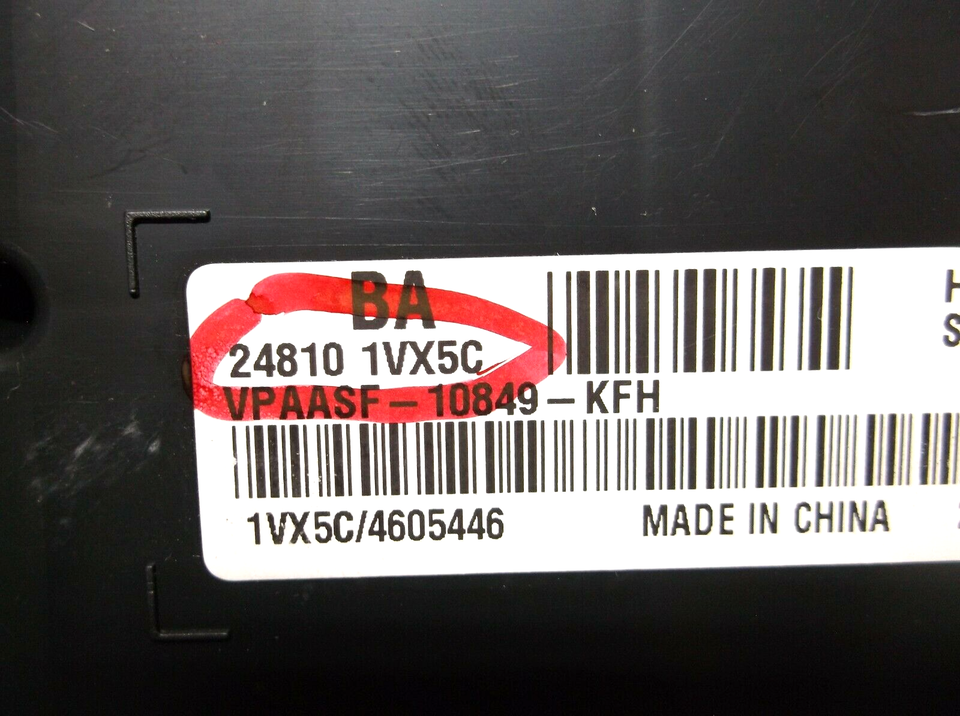 BA
24810 1VX5C
VPAASF-10849-KFH
1VX5C/4605446
MADE IN CHINA
H
S